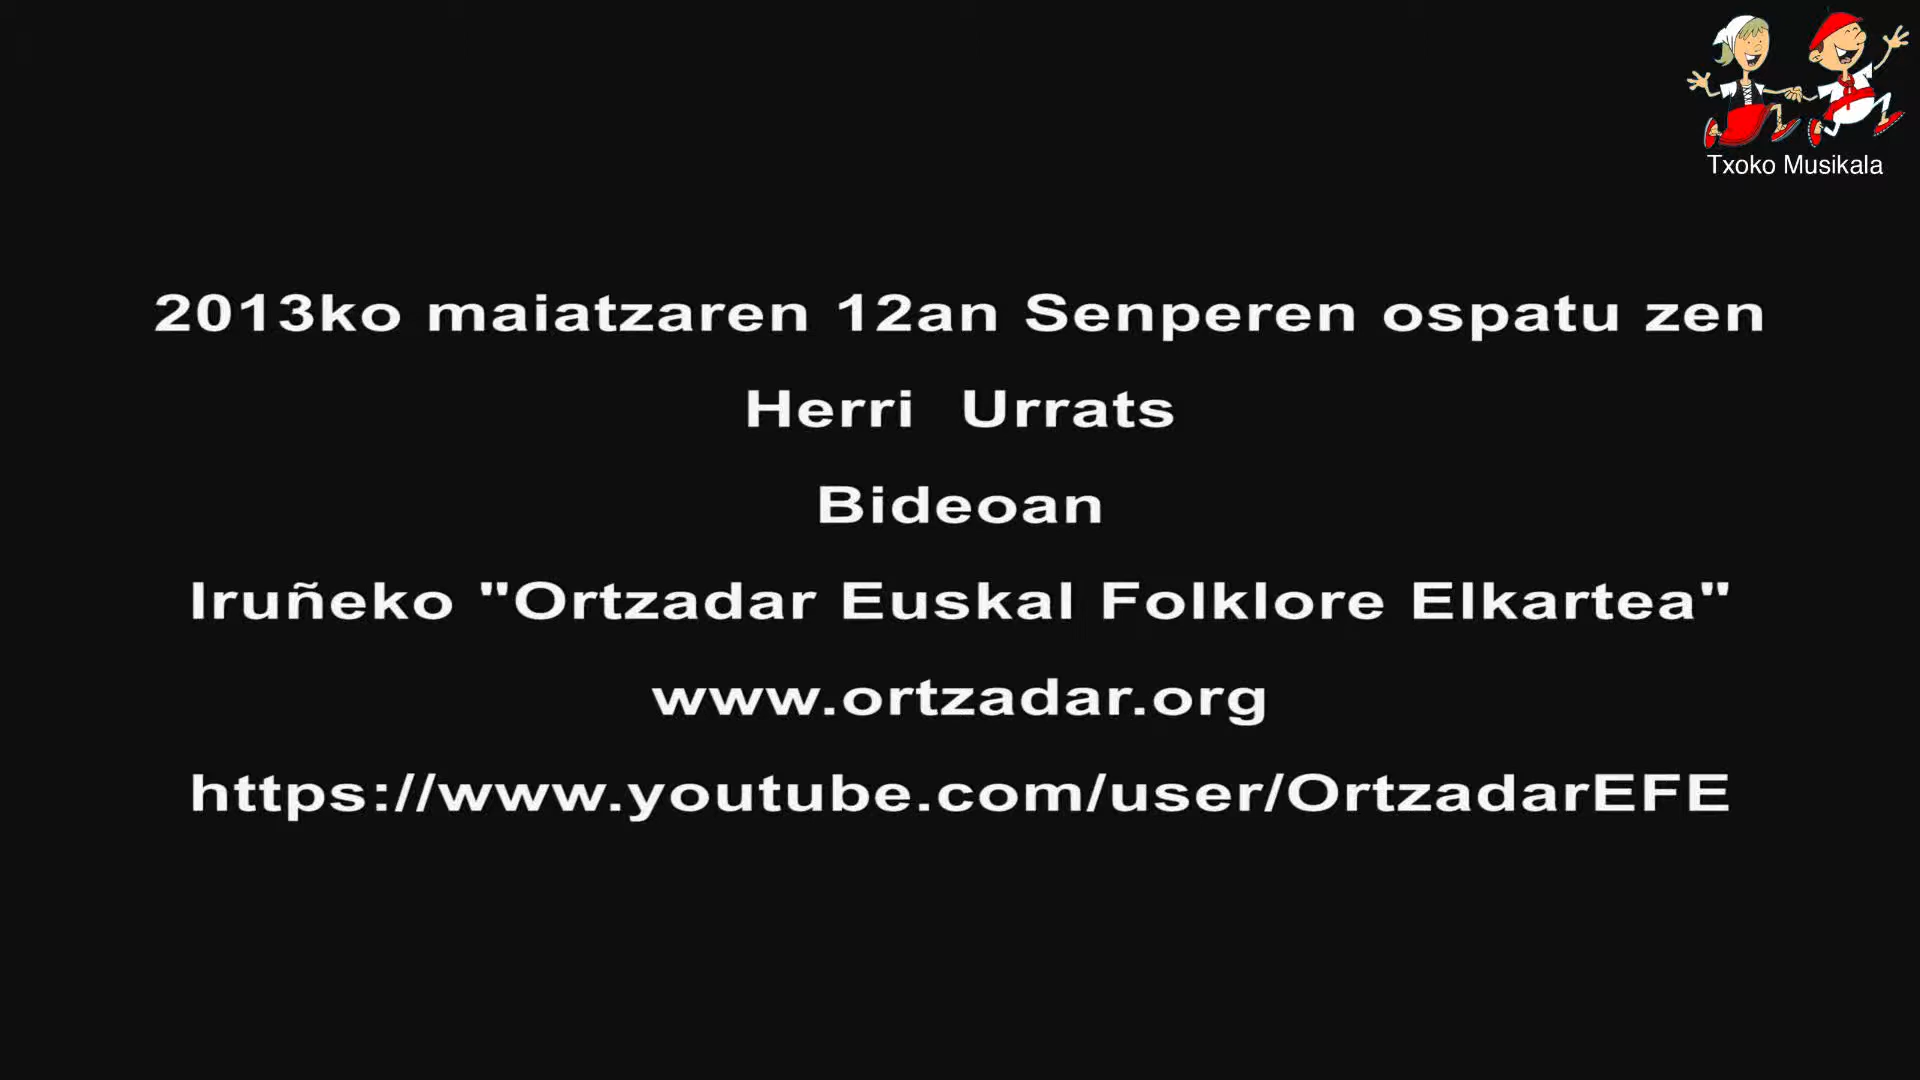 Txoko Musikala
2013ko maiatzaren 12an Senperen ospatu zen
Herri Urrats
Bideoan
Iruñeko "Ortzadar Euskal Folklore Elkartea"
www.ortzadar.org
https://www.youtube.com/user/OrtzadarEFE